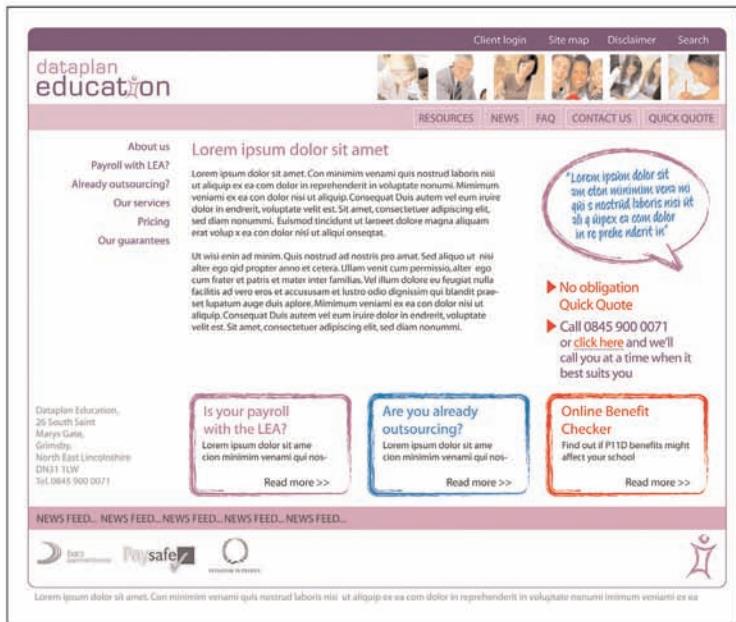 Client login Site map Disclaimer Search
dataplan
education
RESOURCES NEWS FAQ CONTACT US QUICK QUOTE
About us
Payroll with LEA?
Already outsourcing?
Our services
Pricing
Our guarantees
Lorem ipsum dolor sit amet
Lorem ipsum dolor sit amet. Con minimim venami quis nostrud laboris nisi
ut aliquip ex ea com dolor in reprehenderit in voluptate nonumi. Mimimum
veniami ex ea con dolor nisi ut aliquip. Consequat Duis autem vel eum iruire
dolor in endrerit, voluptate velit est. Sit amet, consectetuer adipiscing elit,
sed diam nonummi. Euismod tincidunt ut laroeet dolore magna aliquam
erat volup x ea con dolor nisi ut aliqui onseqtat.
Ut wisi enin ad minim. Quis nostrud ad nostris pro amat. Sed aliquo ut nisi
alter ego qid propter anno et cetera. Ullam venit cum permissio, alter ego
cum frater et patris et mater inter familias. Vel illum dolore eu feugiat nulla
facilitis ad vero eros et accususam et lustro odio dignissim qui blandit prae-
set lupatum auge duis aplore. Mimimum veniami ex ea con dolor nisi ut
aliquip. Consequat Duis autem vel eum iruire dolor in endrerit, voluptate
velit est. Sit amet, consectetuer adipiscing elit, sed diam nonummi.
"Lorem ipsum dolor sit
am eton minimim vena mi
qui s nostrud laboris nisi ut
ali q uipex ea com dolor
in re prehe nderit in"
No obligation
Quick Quote
Call 0845 900 0071
or click here and we'll
call you at a time when it
best suits you
Dataplan Education,
26 South Saint
Marys Gate,
Grimsby,
North East Lincolnshire
DN31 1LW
Tel. 0845 900 0071
Is your payroll
with the LEA?
Lorem ipsum dolor sit ame
cion minimim venami qui nos-
Read more >>
Are you already
outsourcing?
Lorem ipsum dolor sit ame
cion minimim venami qui nos-
Read more >>
Online Benefit
Checker
Find out if P11D benefits might
affect your school
Read more >>
NEWS FEED... NEWS FEED... NEWS FEED... NEWS FEED... NEWS FEED...
bacs
Paysafe
INVESTOR IN PEOPLE
Lorem ipsum dolor sit amet. Con minimim venami quis nostrud laboris nisi ut aliquip ex ea com dolor in reprehenderit in voluptate nonumi imimum veniami ex ea